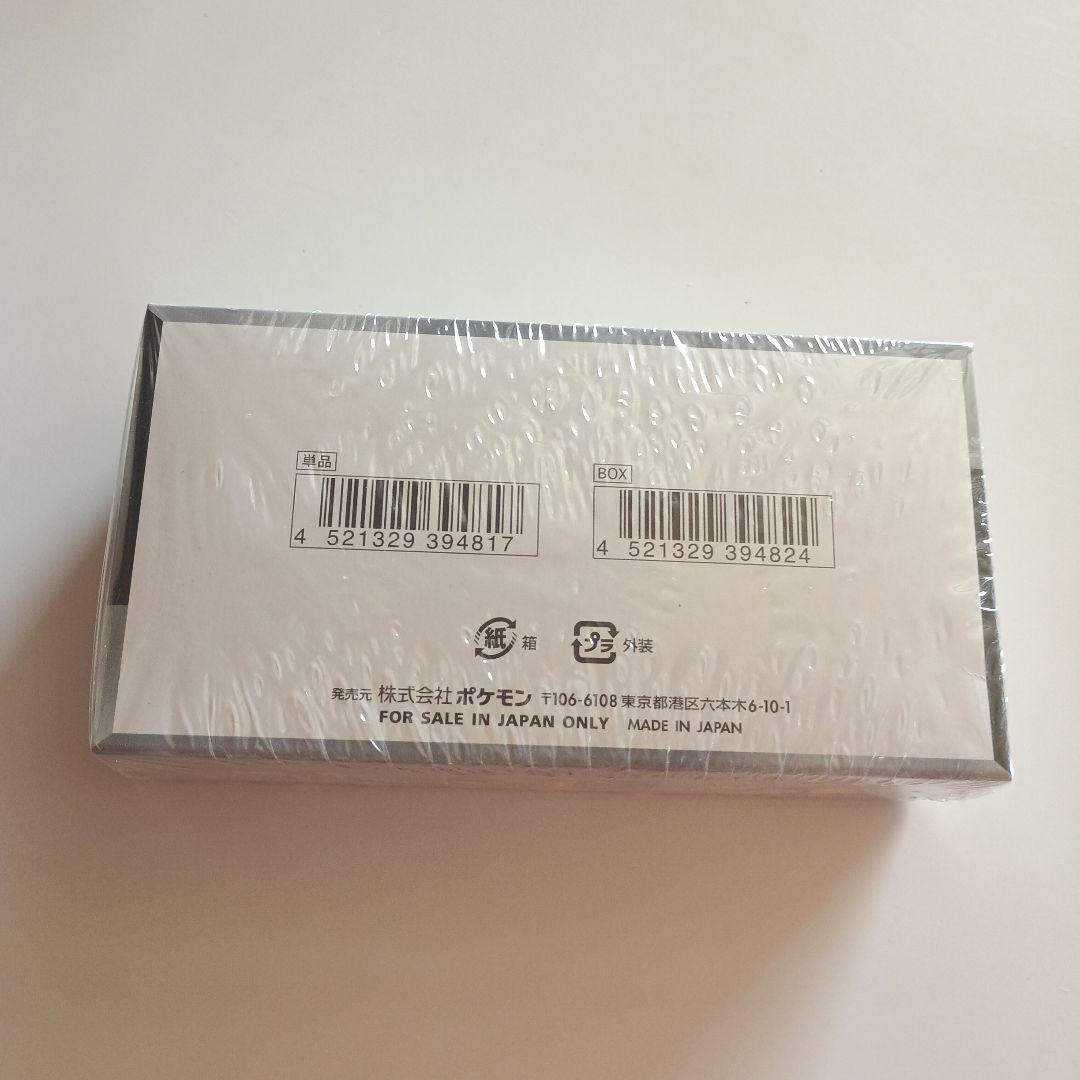 単品
4 521329 394817
BOX
4 521329 394824
紙 箱
プラ 外装
発売元 株式会社ポケモン 〒106-6108 東京都港区六本木6-10-1
FOR SALE IN JAPAN ONLY MADE IN JAPAN